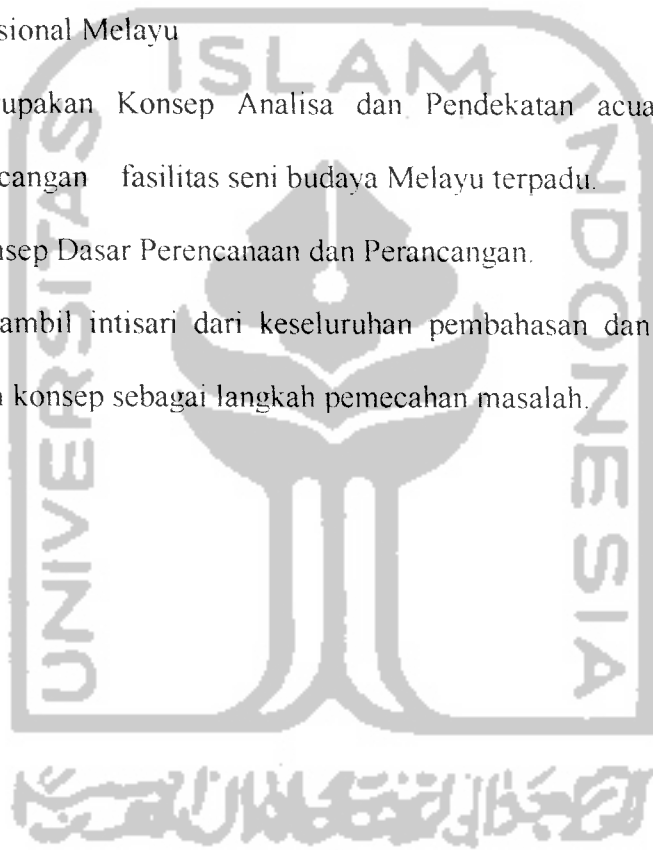 sional Melayu
upakan Konsep Analisa dan Pendekatan acua
cangan fasilitas seni budaya Melayu terpadu.
nsep Dasar Perencanaan dan Perancangan.
ambil intisari dari keseluruhan pembahasan dan
n konsep sebagai langkah pemecahan masalah.
ISLAM
UNIVERSITAS
INDONESIA